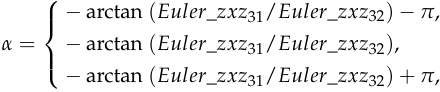 − arctan (Euler_zxz₃₁/Euler_zxz₃₂) − π,
α = { − arctan (Euler_zxz₃₁/Euler_zxz₃₂),
− arctan (Euler_zxz₃₁/Euler_zxz₃₂) + π,